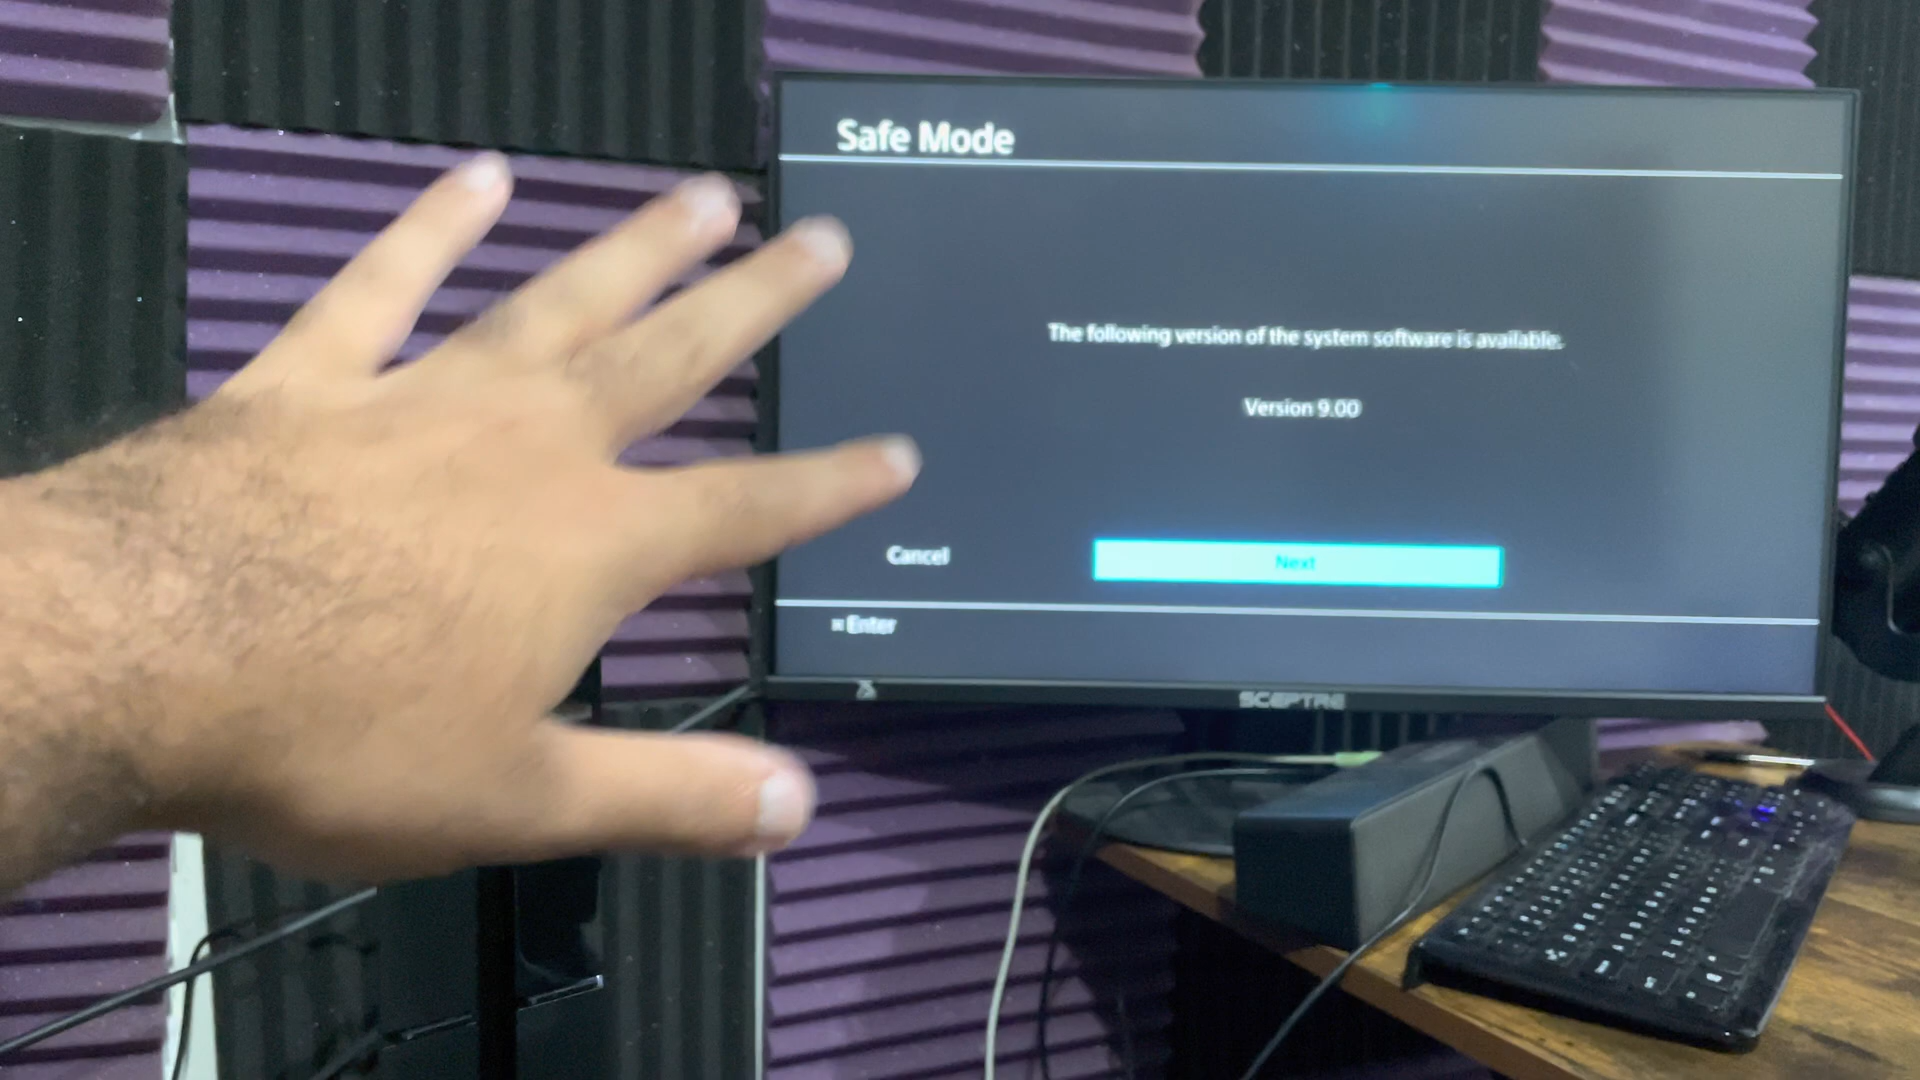 Safe Mode
The following version of the system software is available.
Version 9.00
Cancel
Next
Enter
SCEPTRE